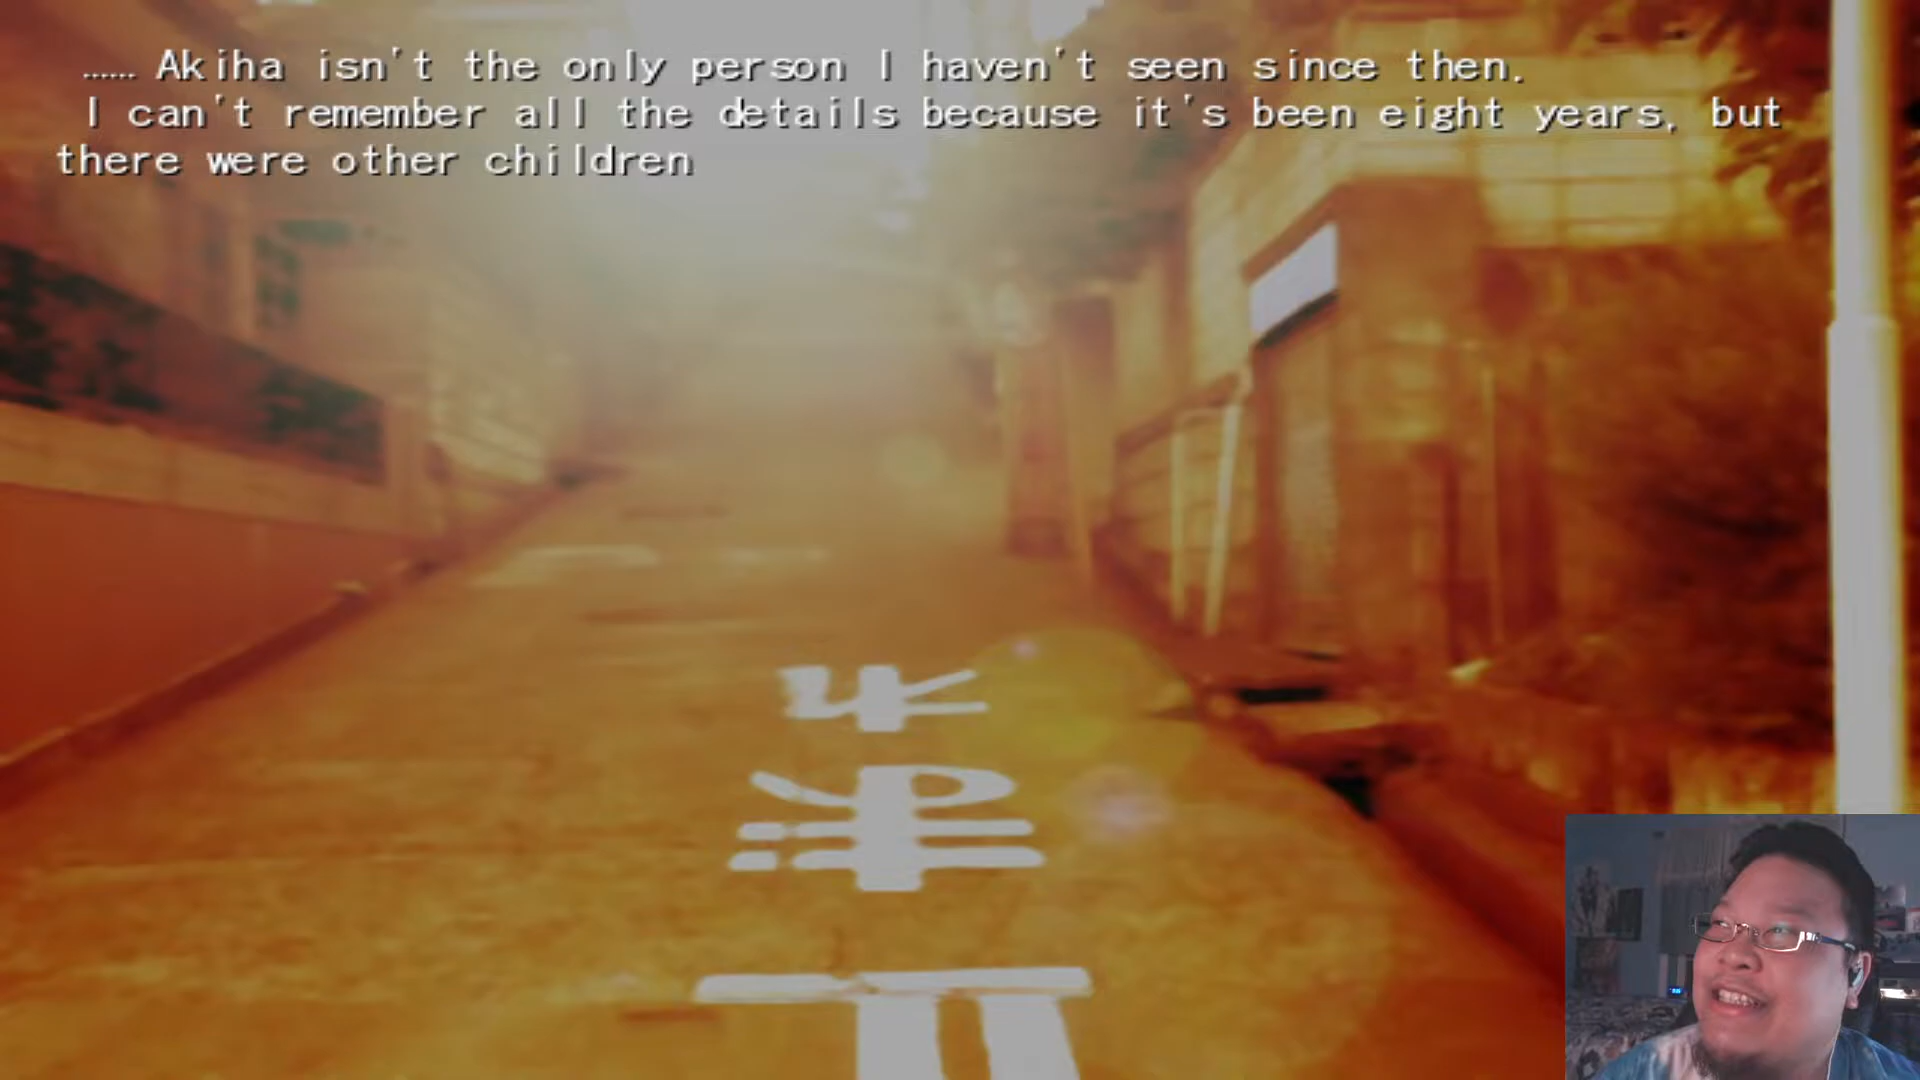 …… Akiha isn't the only person I haven't seen since then.
I can't remember all the details because it's been eight years, but
there were other children